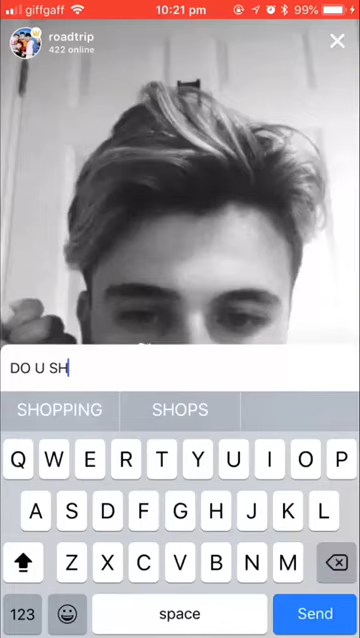 giffgaff 10:21 pm 99%
roadtrip
422 online
DO U SH
SHOPPING SHOPS
Q W E R T Y U I O P
A S D F G H J K L
Z X C V B N M
123 space Send